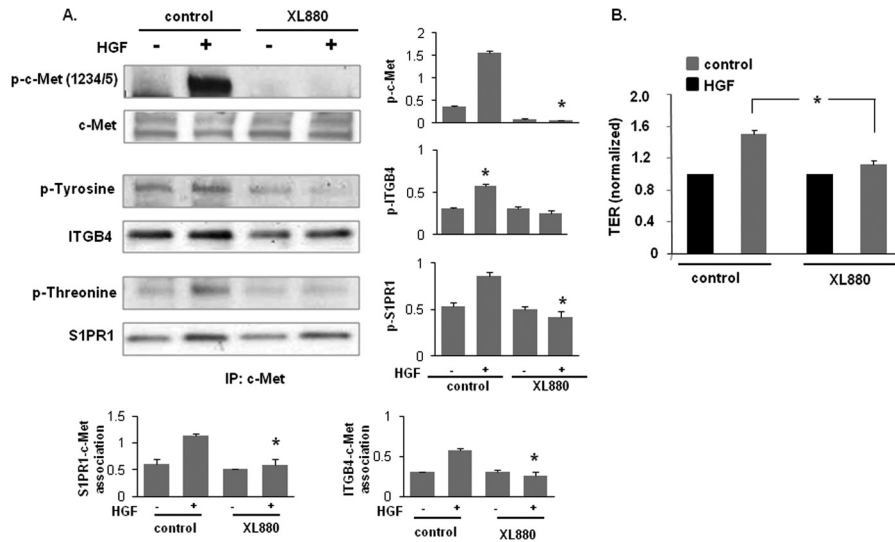 A.
control XL880
HGF - + - +
p-c-Met (1234/5)
c-Met
p-Tyrosine
ITGB4
p-Threonine
S1PR1
IP: c-Met
p-c-Met
2
1.5
1
0.5
0
*
p-ITGB4
1
0.5
0
*
p-S1PR1
1
0.5
0
*
HGF - + - +
control XL880
B.
control
HGF
TER (normalized)
2.0
1.6
1.2
0.8
0.4
0
*
control XL880
S1PR1-c-Met
association
1.5
1
0.5
0
*
HGF - + - +
control XL880
ITGB4-c-Met
association
1
0.5
0
*
HGF - + - +
control XL880